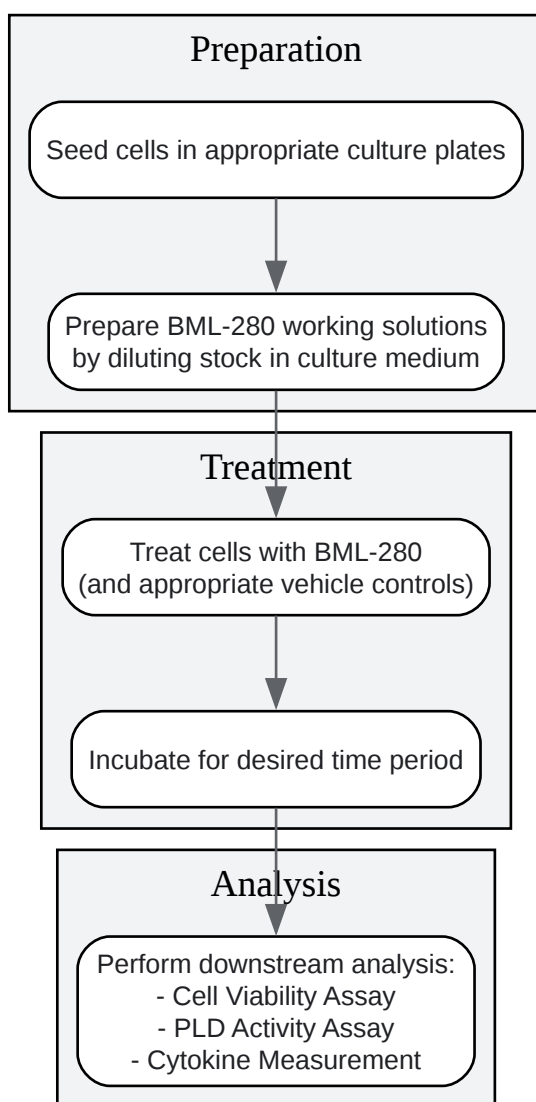 Preparation
Seed cells in appropriate culture plates
Prepare BML-280 working solutions
by diluting stock in culture medium
Treatment
Treat cells with BML-280
(and appropriate vehicle controls)
Incubate for desired time period
Analysis
Perform downstream analysis:
- Cell Viability Assay
- PLD Activity Assay
- Cytokine Measurement